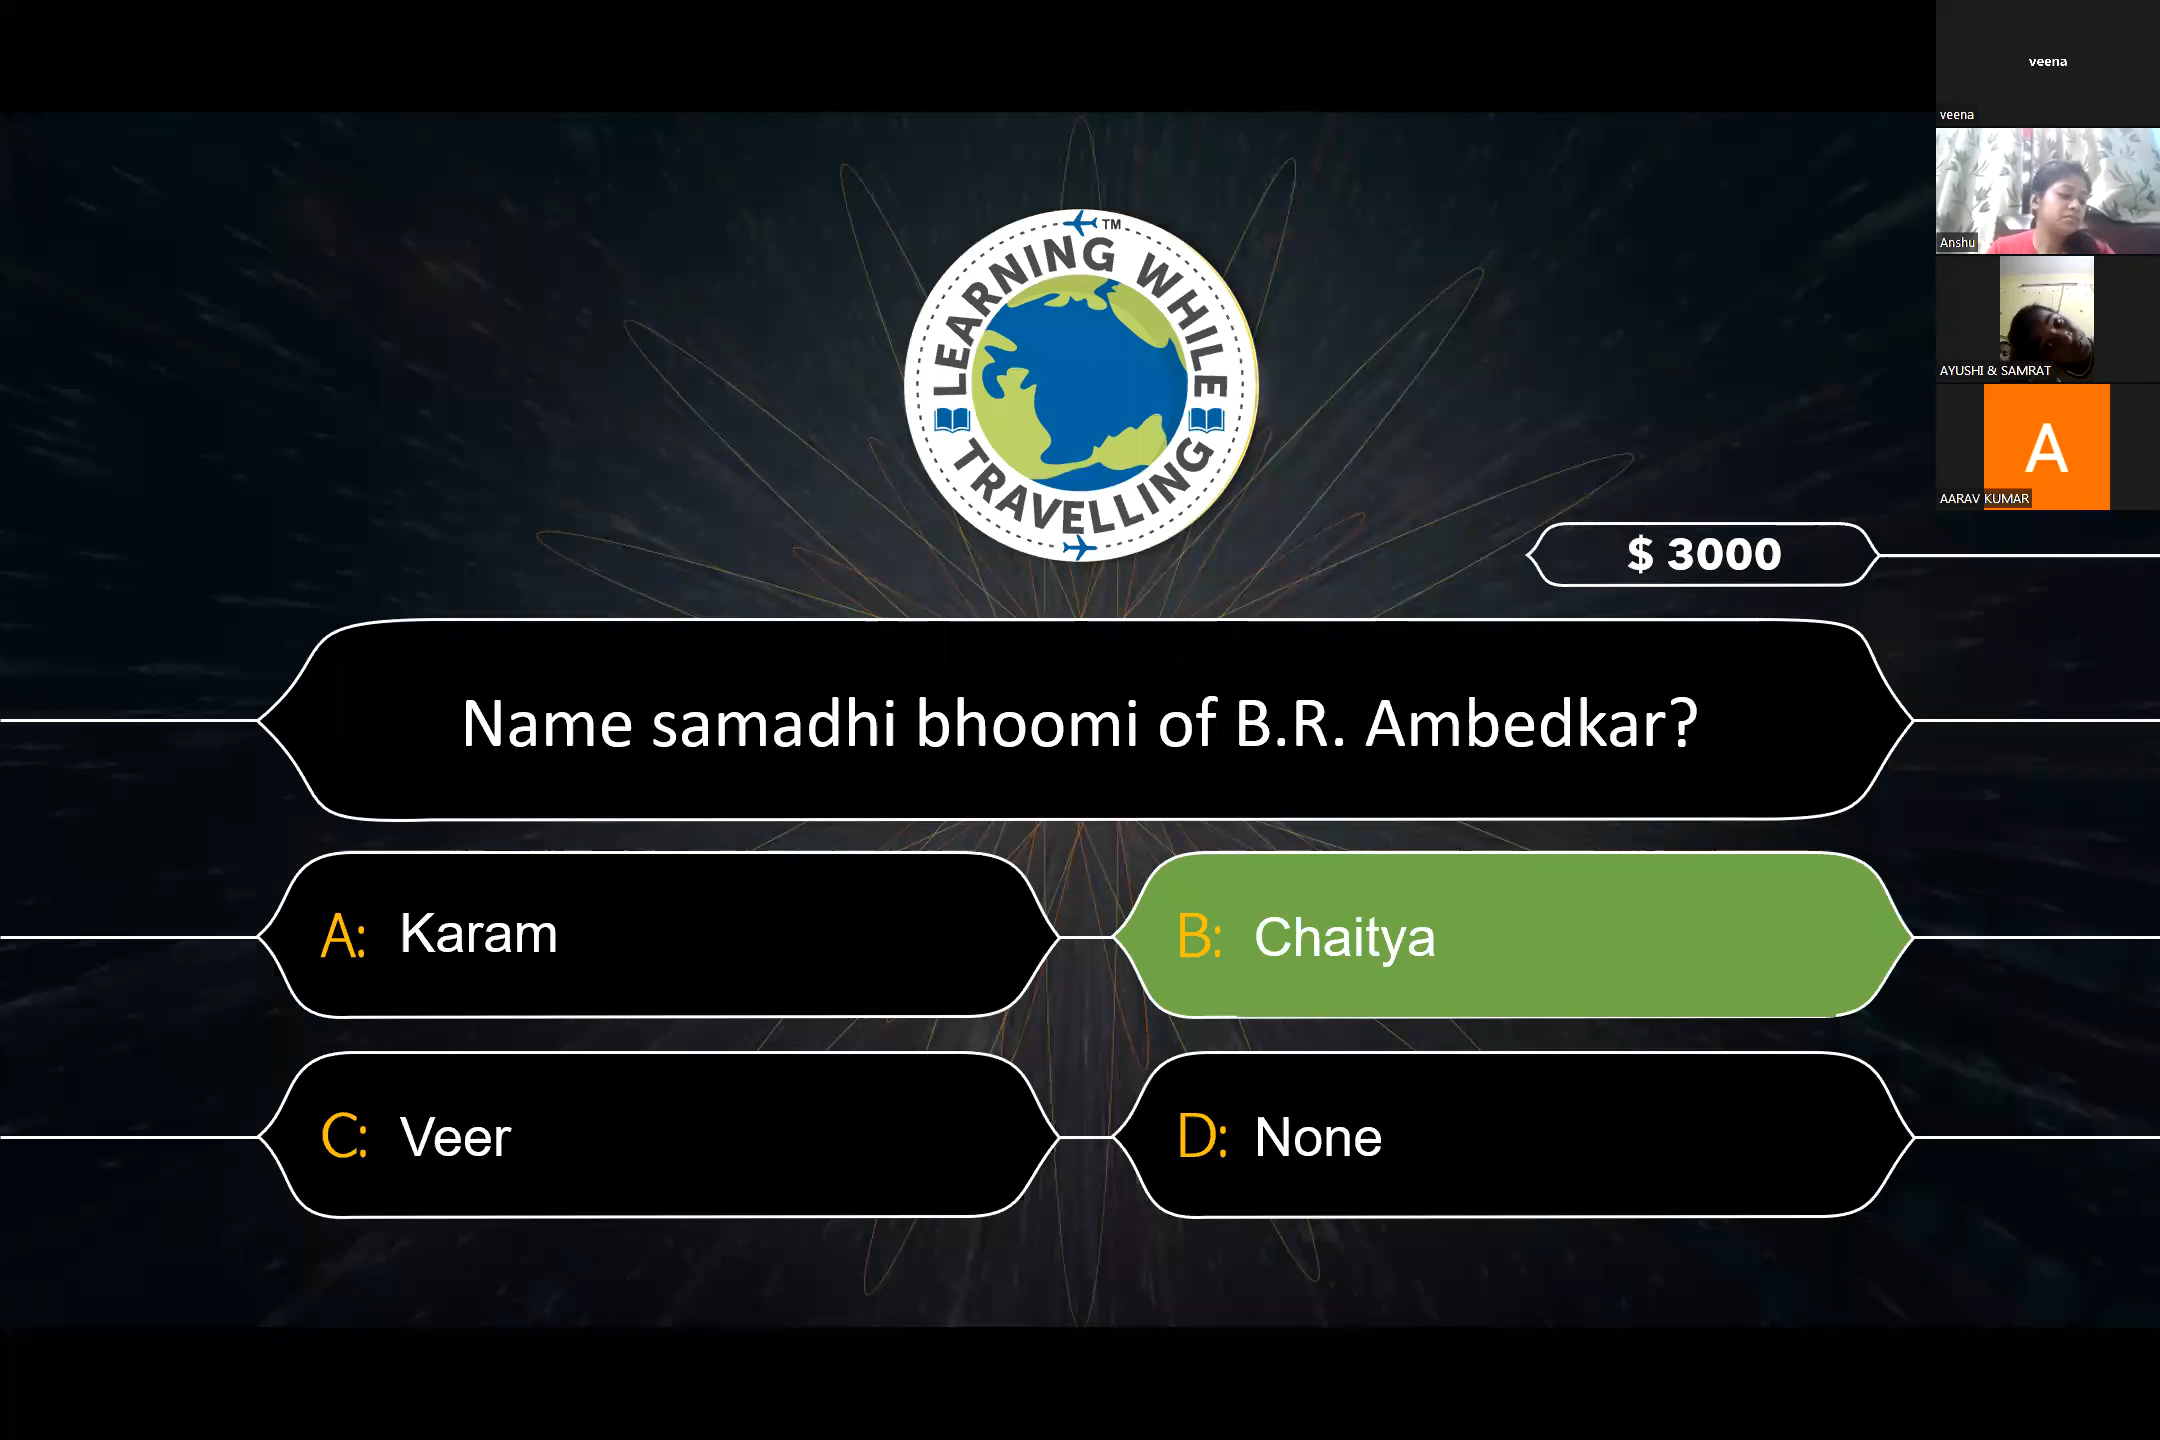 veena
veena
Anshu
AYUSHI & SAMRAT
A
AARAV KUMAR
TM
LEARNING WHILE
TRAVELLING
$ 3000
Name samadhi bhoomi of B.R. Ambedkar?
A: Karam
B: Chaitya
C: Veer
D: None